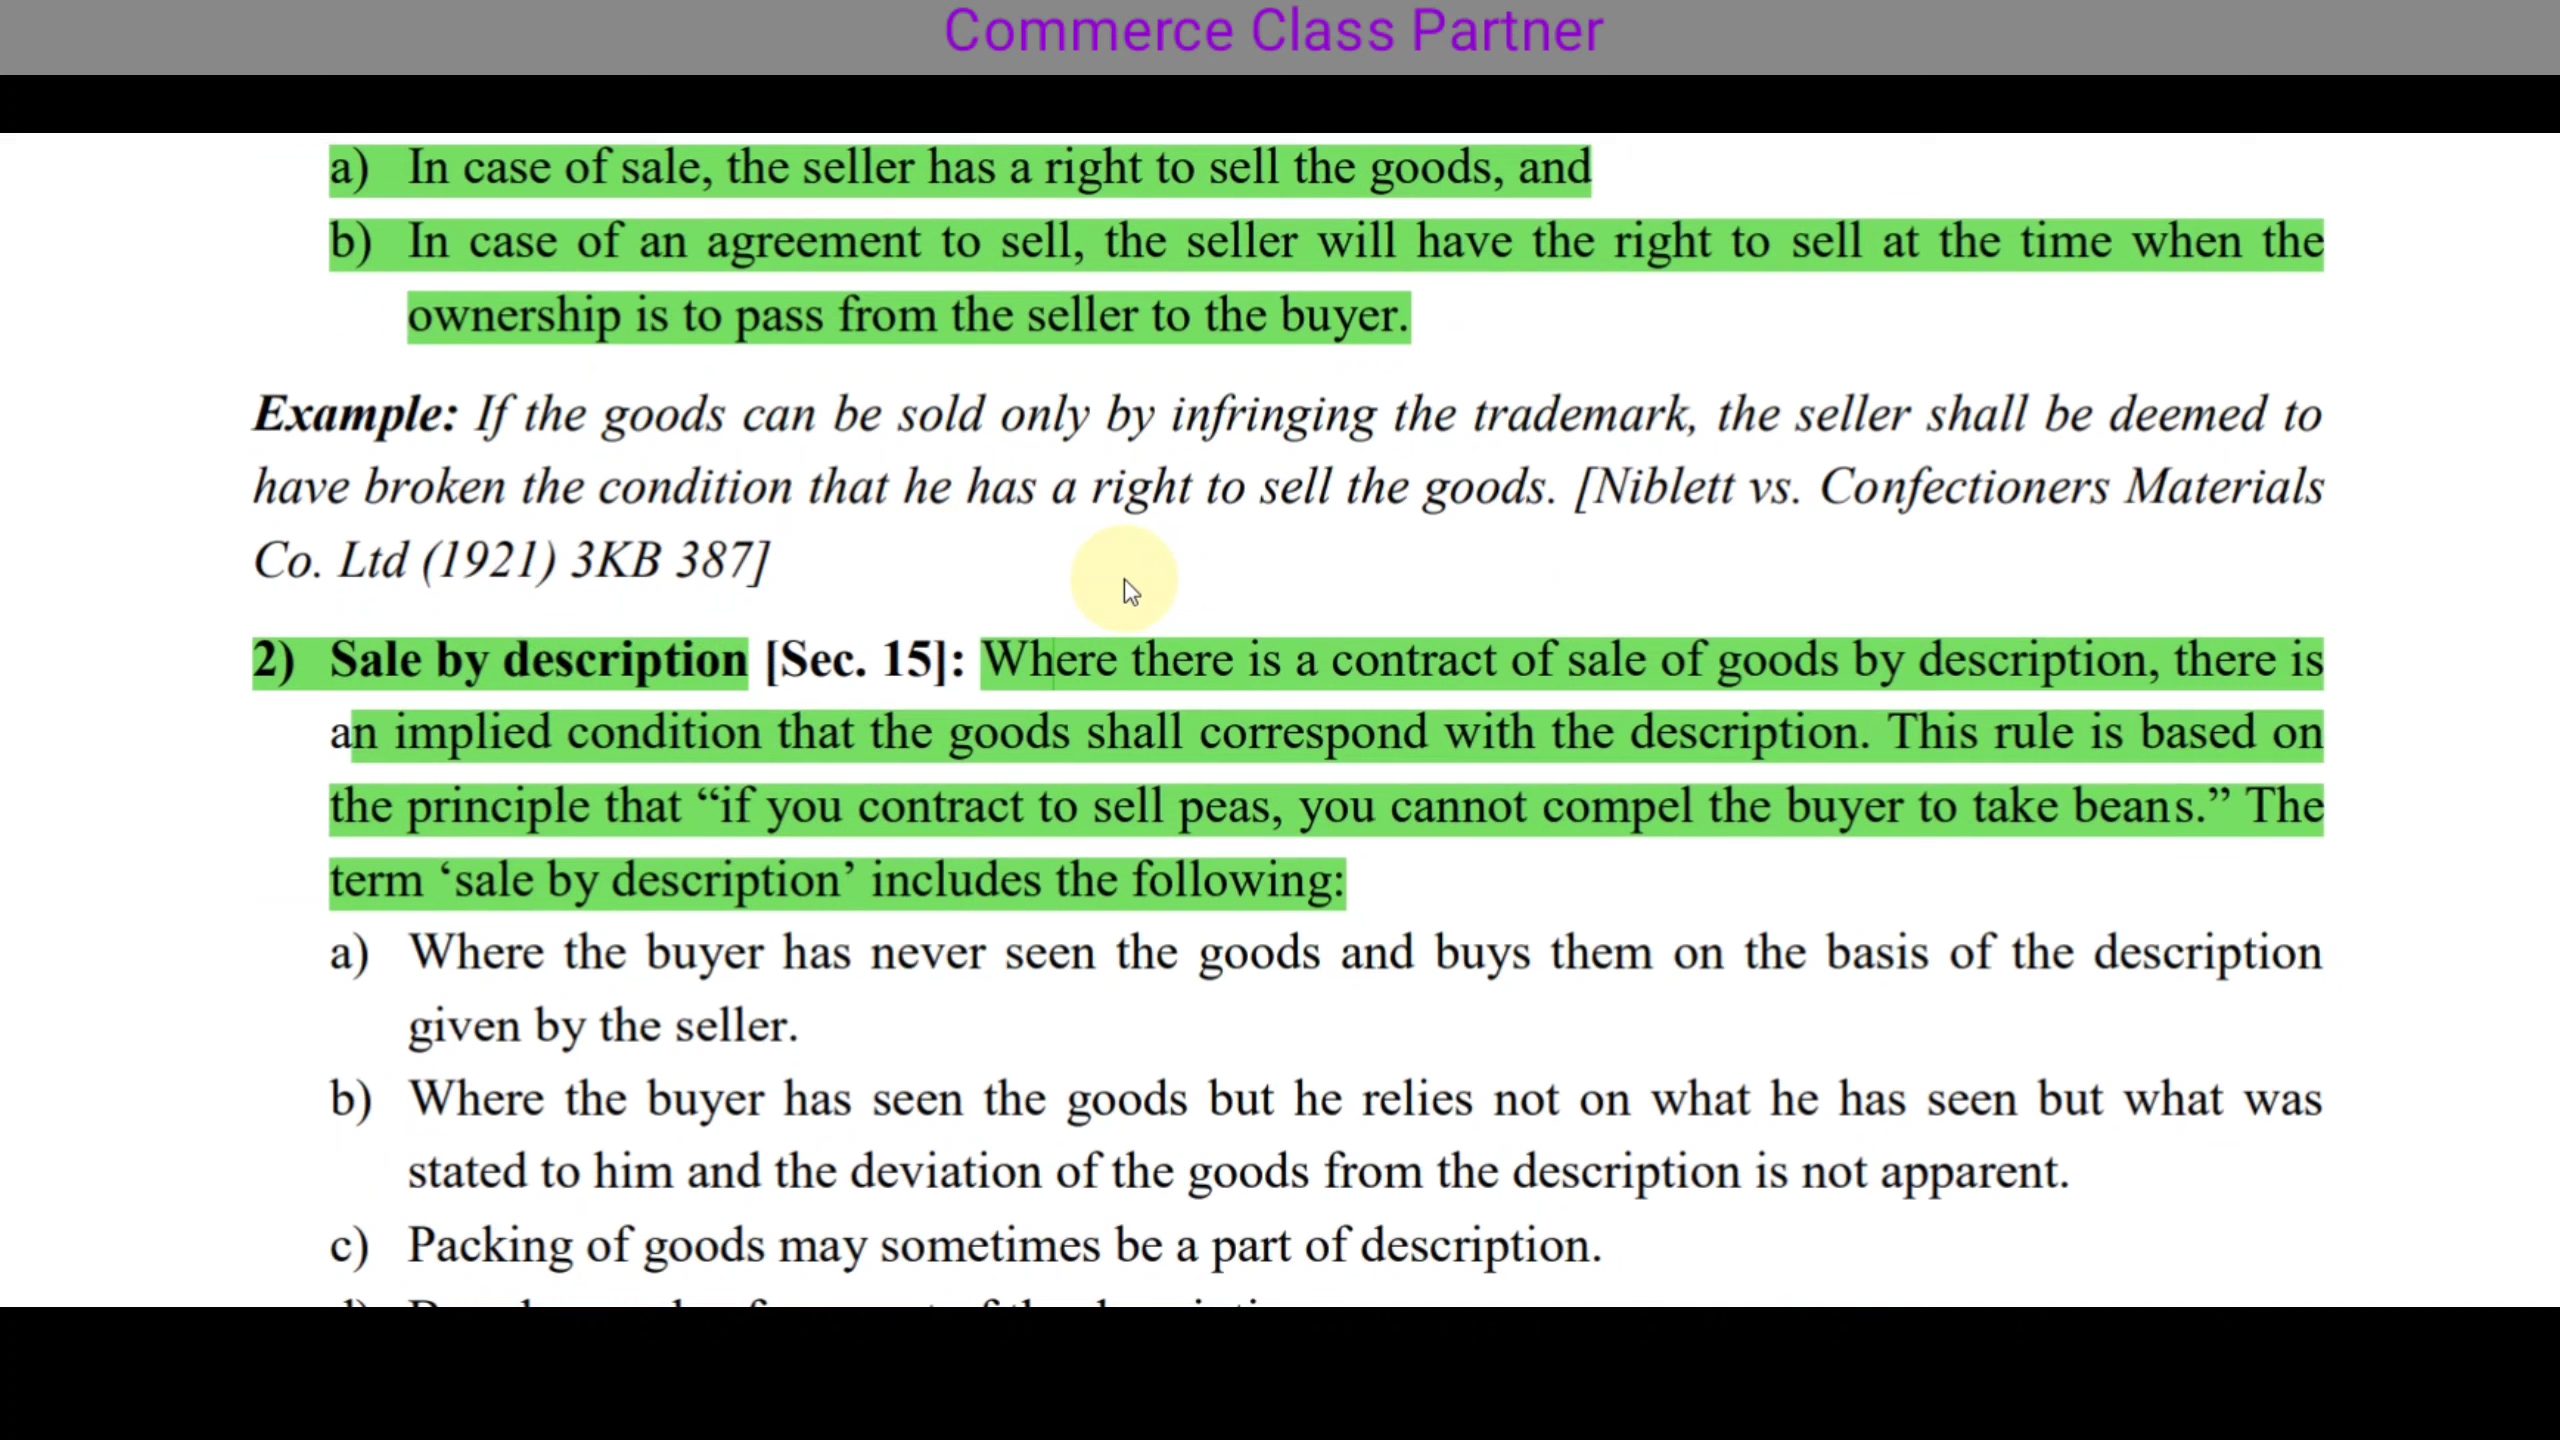 Commerce Class Partner
a) In case of sale, the seller has a right to sell the goods, and
b) In case of an agreement to sell, the seller will have the right to sell at the time when the
ownership is to pass from the seller to the buyer.
Example: If the goods can be sold only by infringing the trademark, the seller shall be deemed to
have broken the condition that he has a right to sell the goods. [Niblett vs. Confectioners Materials
Co. Ltd (1921) 3KB 387]
2) Sale by description [Sec. 15]: Where there is a contract of sale of goods by description, there is
an implied condition that the goods shall correspond with the description. This rule is based on
the principle that “if you contract to sell peas, you cannot compel the buyer to take beans.” The
term ‘sale by description’ includes the following:
a) Where the buyer has never seen the goods and buys them on the basis of the description
given by the seller.
b) Where the buyer has seen the goods but he relies not on what he has seen but what was
stated to him and the deviation of the goods from the description is not apparent.
c) Packing of goods may sometimes be a part of description.